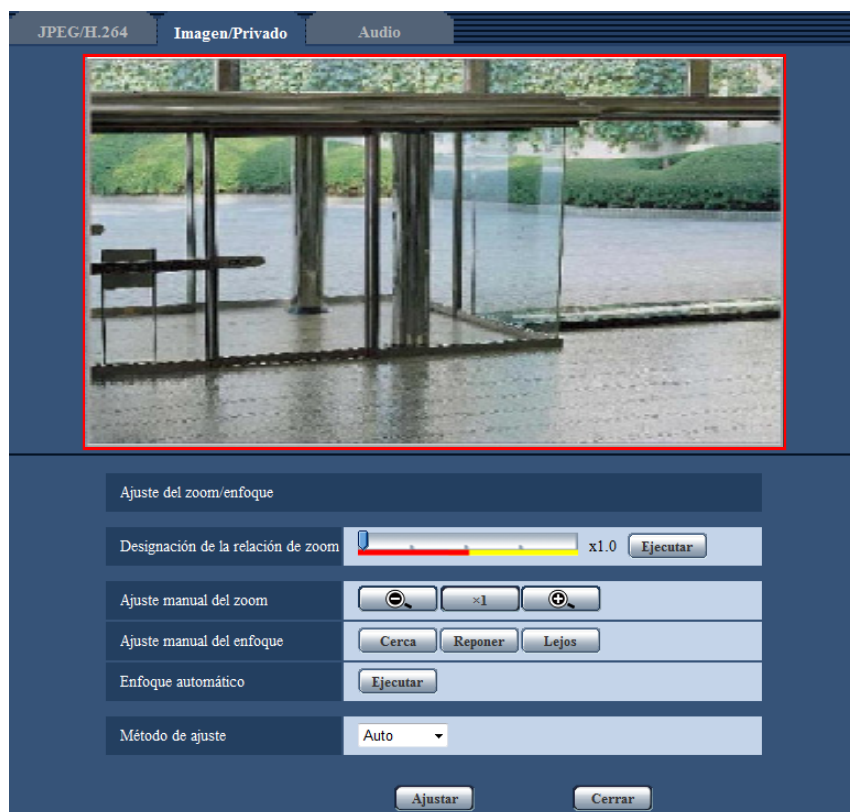 JPEG/H.264 Imagen/Privado Audio
Ajuste del zoom/enfoque
Designación de la relación de zoom x1.0 Ejecutar
Ajuste manual del zoom ×1
Ajuste manual del enfoque Cerca Reponer Lejos
Enfoque automático Ejecutar
Método de ajuste Auto
Ajustar Cerrar